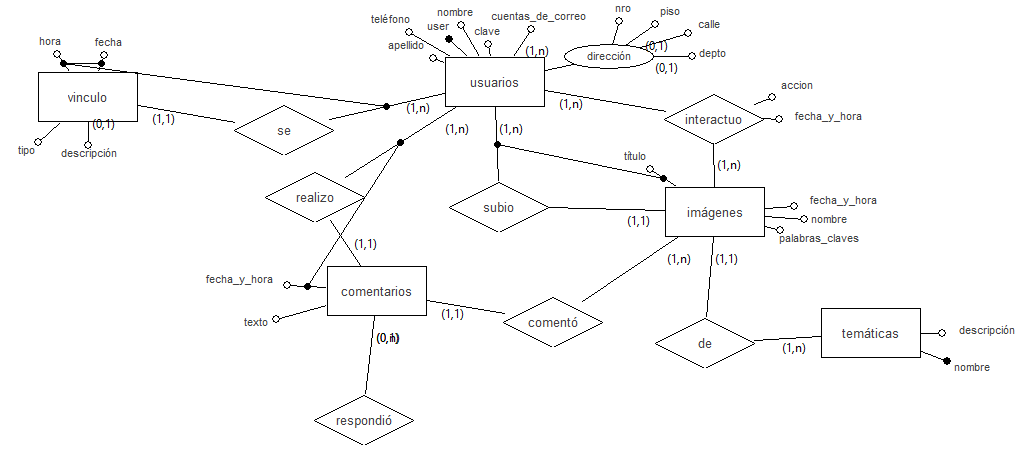 nombre
cuentas_de_correo
teléfono
user
nro
piso
clave
calle
hora
fecha
apellido
(1,n)
(0,1)
dirección
depto
(0,1)
usuarios
vinculo
accion
(1,n)
(1,n)
(1,1)
(0,1)
fecha_y_hora
interactuo
se
(1,n)
(1,n)
tipo
descripción
título
(1,n)
realizo
subio
imágenes
fecha_y_hora
nombre
(1,1)
palabras_claves
(1,1)
(1,n)
(1,1)
fecha_y_hora
comentarios
(1,1)
texto
comentó
descripción
temáticas
de
(1,n)
nombre
respondió